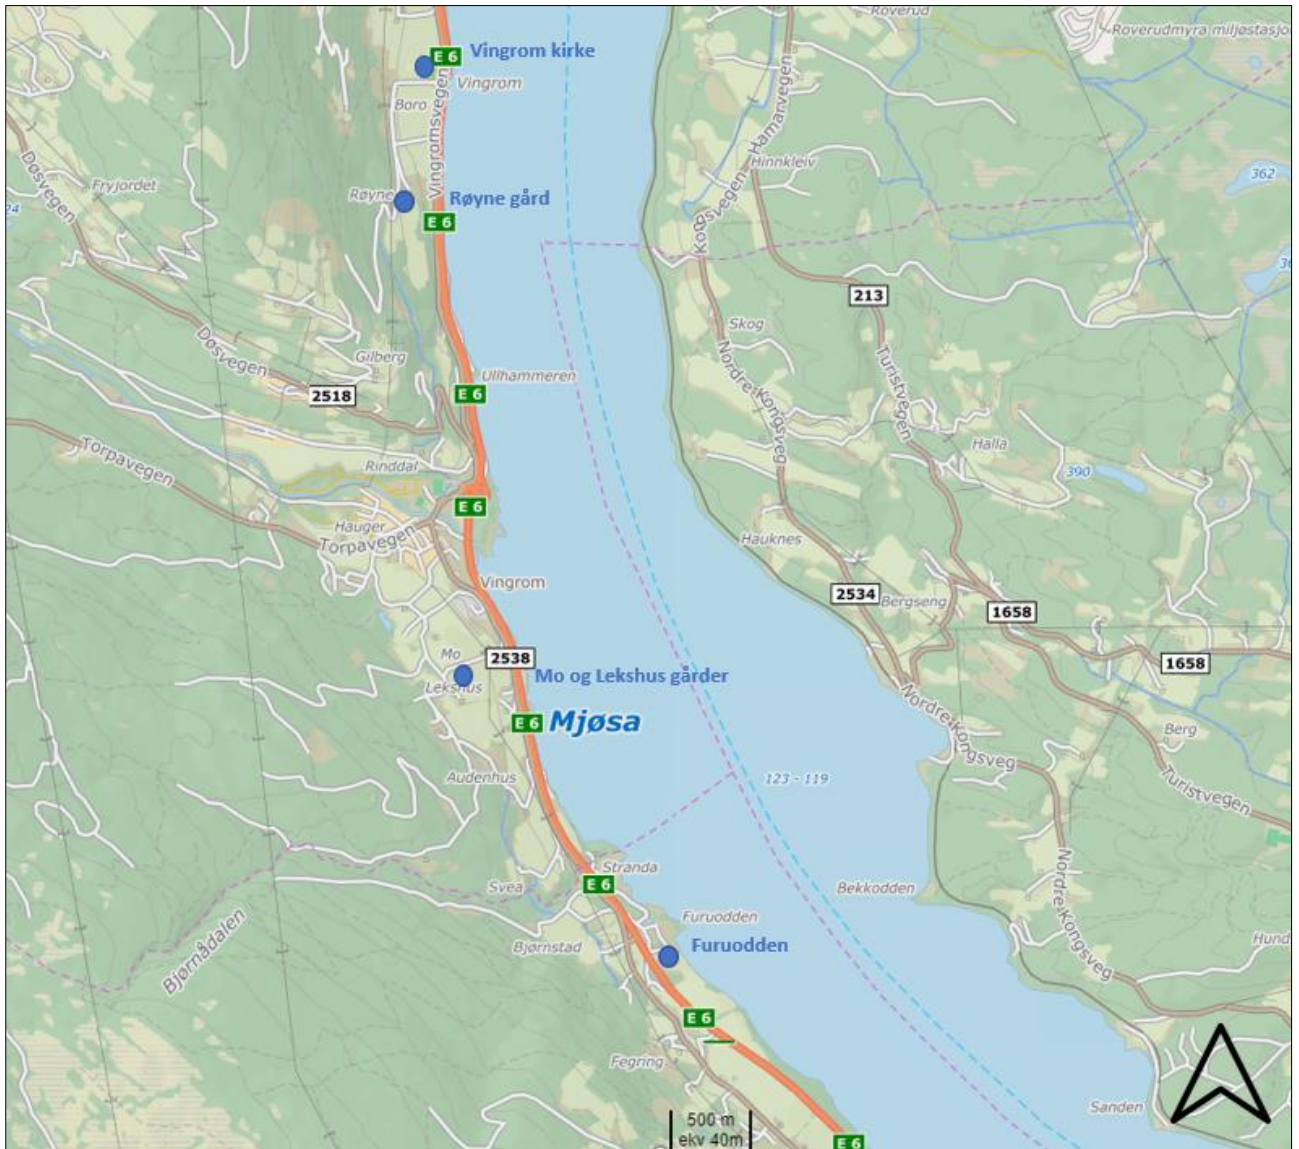 Roverud
Roverudmyra miljøstasjo
E 6
Vingrom kirke
Vingrom
Boro
Vingromsvegen
Hamarvegen
Hinnkleiv
Kongsvegen
362
Døsvegen
Fryjordet
24
Røyne
Røyne gård
E 6
213
Skog
Døsvegen
Gilberg
2518
Ullhammeren
E 6
Nordre Kongsveg
Turistvegen
Halla
390
Torpavegen
Rinddal
E 6
Hauger
Torpavegen
Hauknes
Vingrom
2534
Bergseng
1658
Mo
2538
1658
Lekshus
Mo og Lekshus gårder
Nordre Kongsveg
E 6
Mjøsa
Berg
Audenhus
123 - 119
Turistvegen
Stranda
E 6
Svea
Bekkodden
Nordre Kongsveg
Furuodden
Furuodden
Bjørnstad
Bjørnådalen
Hund
E 6
Fegring
Sanden
500 m
ekv 40m
E 6